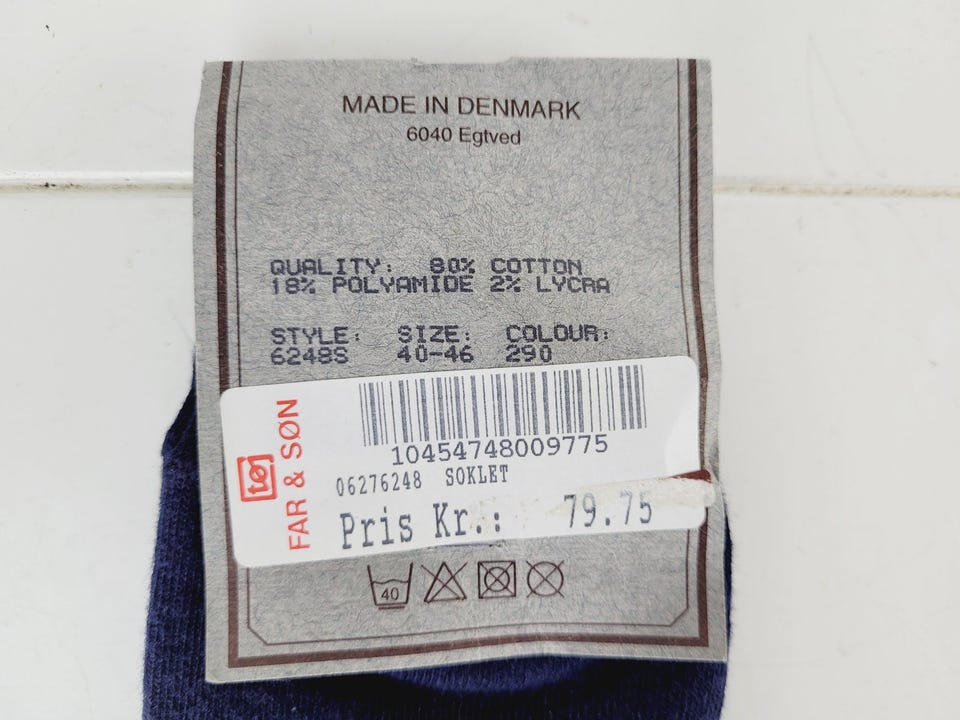 MADE IN DENMARK
6040 Egtved
QUALITY: 80% COTTON
18% POLYAMIDE 2% LYCRA
STYLE: SIZE: COLOUR:
6248S 40-46 290
tøj
FAR & SØN
10454748009775
06276248 SOKLET
Pris Kr.: 79.75
40